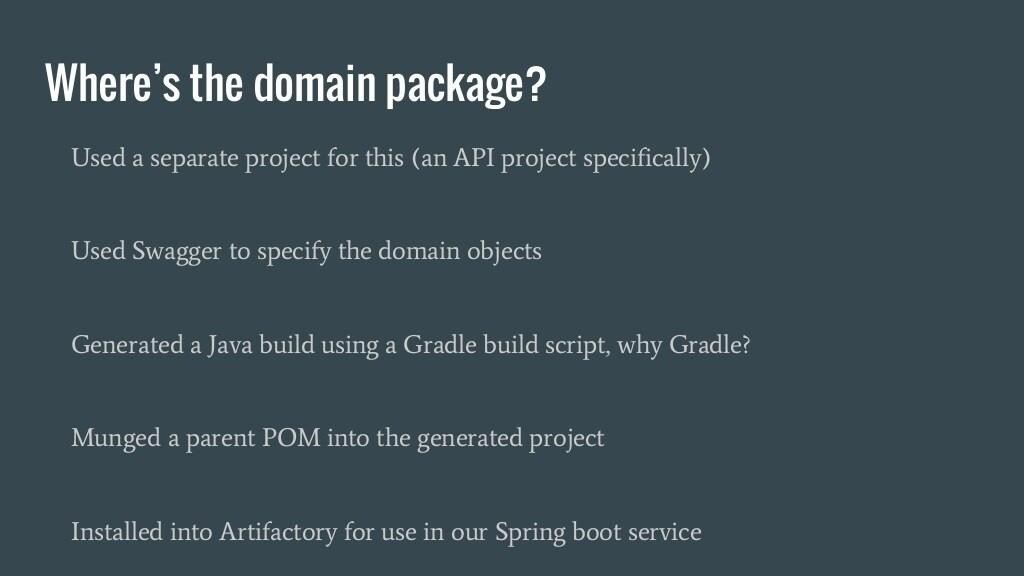 Where’s the domain package?
Used a separate project for this (an API project specifically)
Used Swagger to specify the domain objects
Generated a Java build using a Gradle build script, why Gradle?
Munged a parent POM into the generated project
Installed into Artifactory for use in our Spring boot service